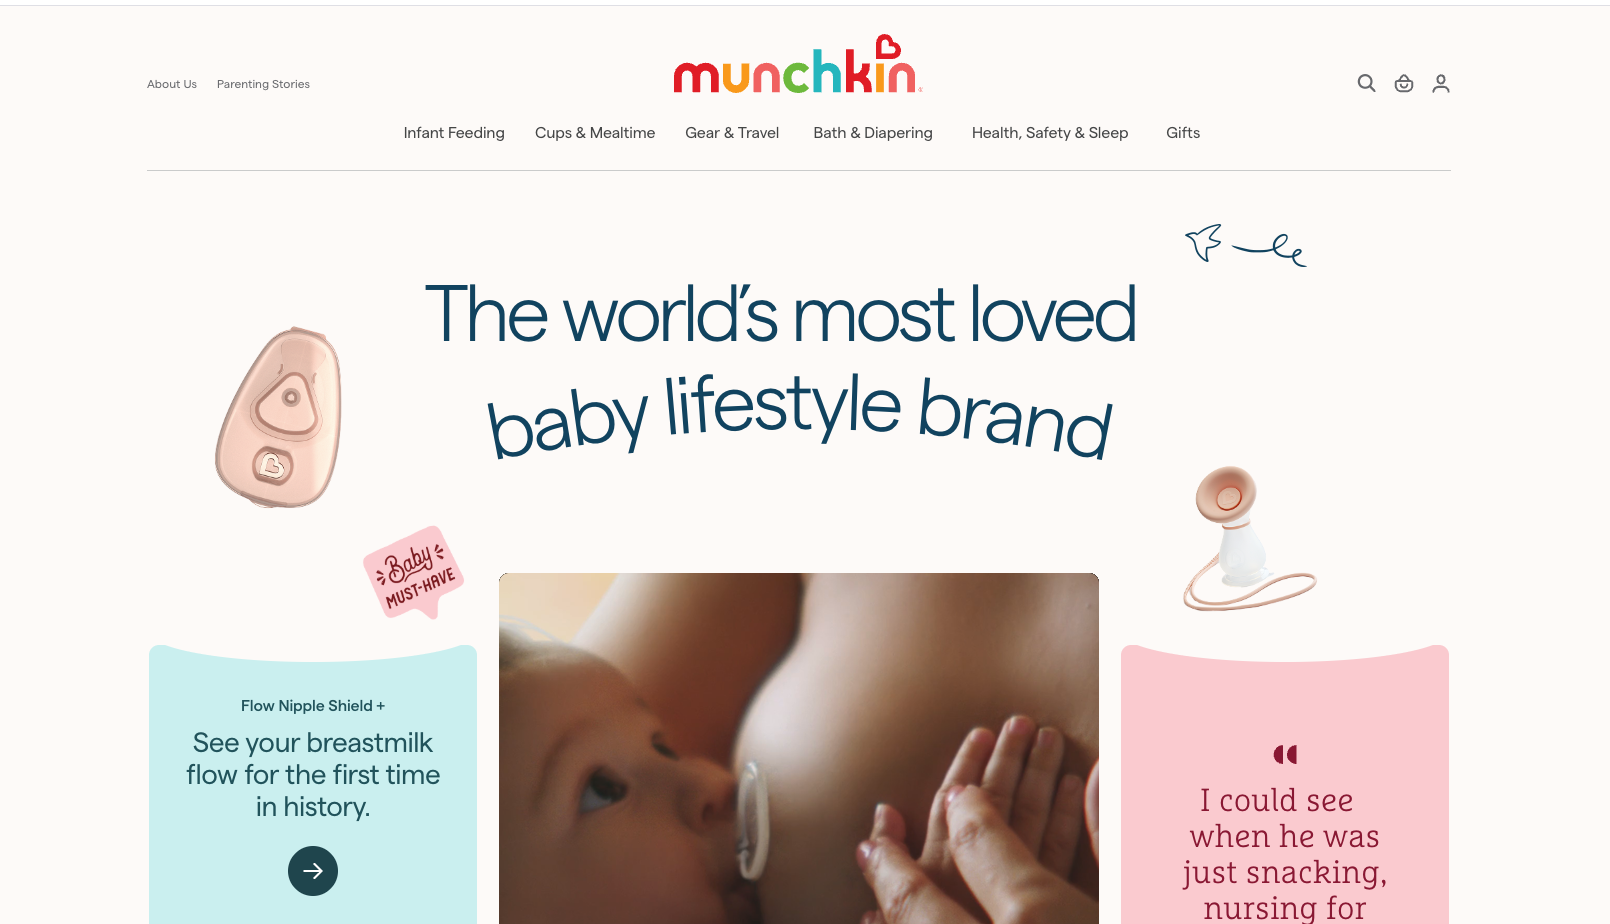 About Us
Parenting Stories
munchkin
Infant Feeding
Cups & Mealtime
Gear & Travel
Bath & Diapering
Health, Safety & Sleep
Gifts
The world’s most loved
baby lifestyle brand
Baby
MUST-HAVE
Flow Nipple Shield +
See your breastmilk
flow for the first time
in history.
“
I could see
when he was
just snacking,
nursing for